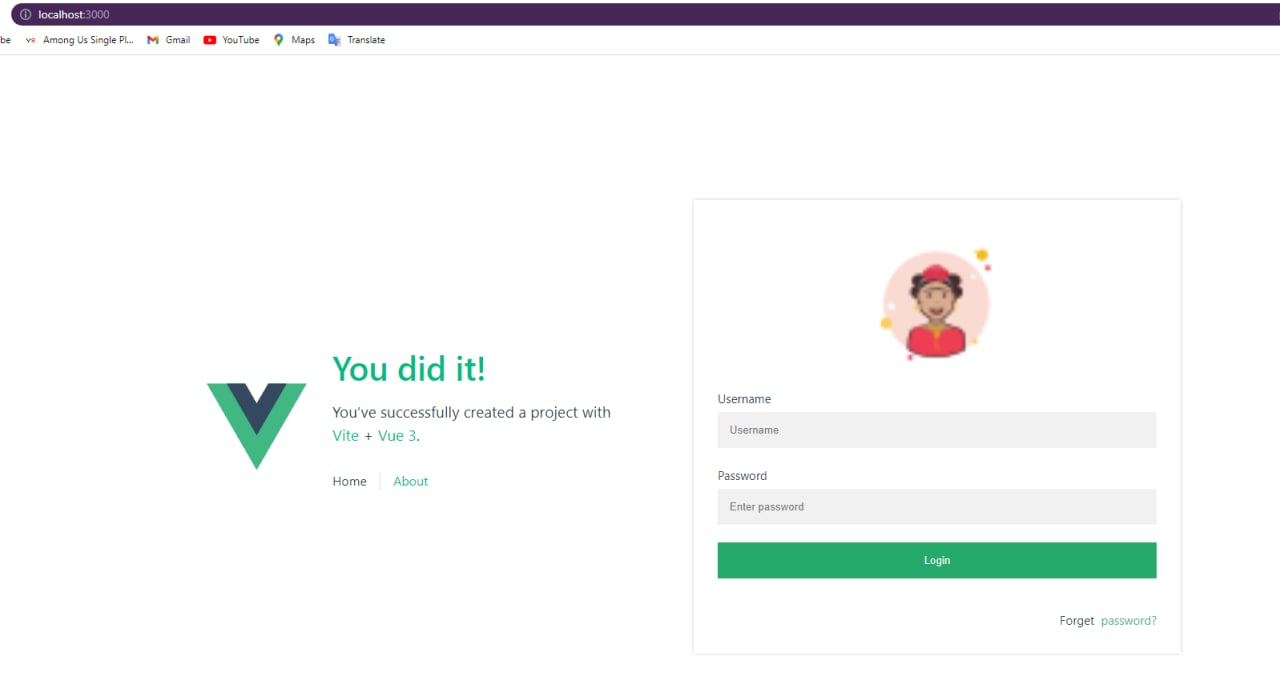 localhost:3000
be Among Us Single Pl... Gmail YouTube Maps Translate
You did it!
You've successfully created a project with
Vite + Vue 3.
Home About
Username
Username
Password
Enter password
Login
Forget password?